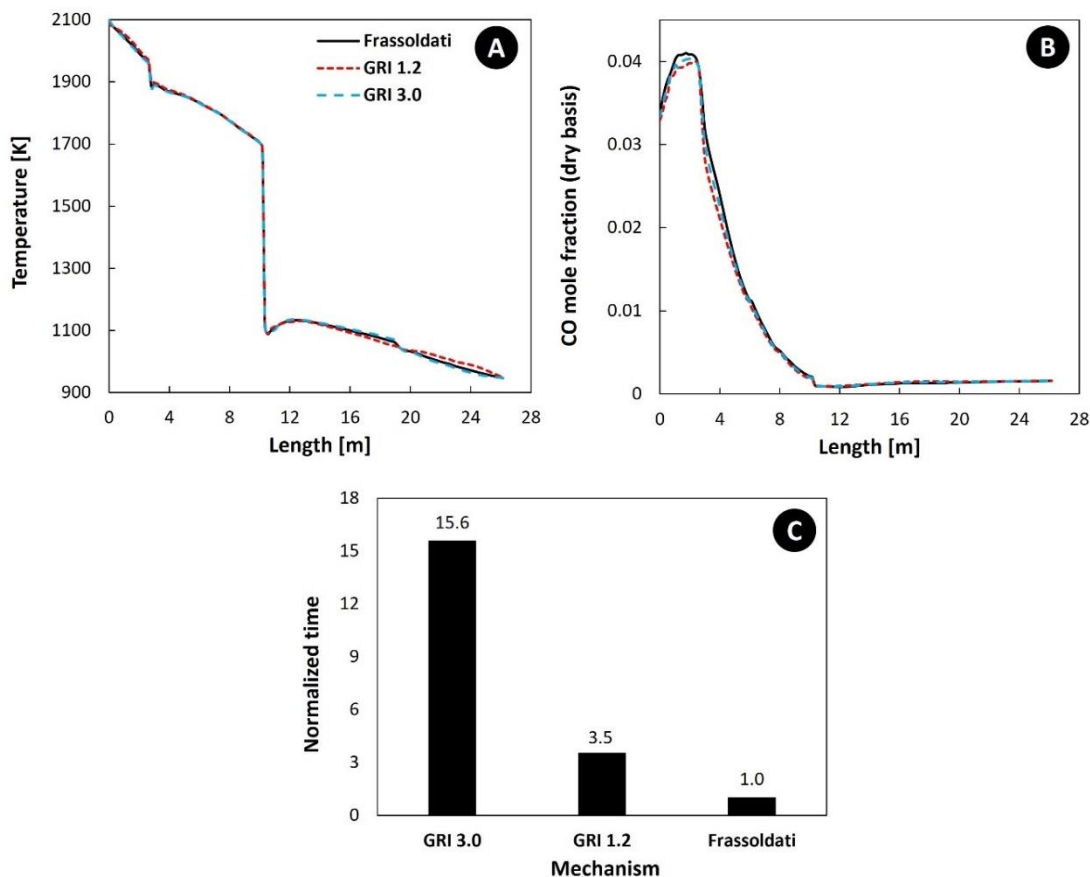 2100
1900
1700
1500
1300
1100
900
Temperature [K]
0 4 8 12 16 20 24 28
Length [m]
Frassoldati
GRI 1.2
GRI 3.0
A
0.04
0.03
0.02
0.01
0
CO mole fraction (dry basis)
0 4 8 12 16 20 24 28
Length [m]
B
18
15
12
9
6
3
0
Normalized time
15.6
3.5
1.0
GRI 3.0 GRI 1.2 Frassoldati
Mechanism
C